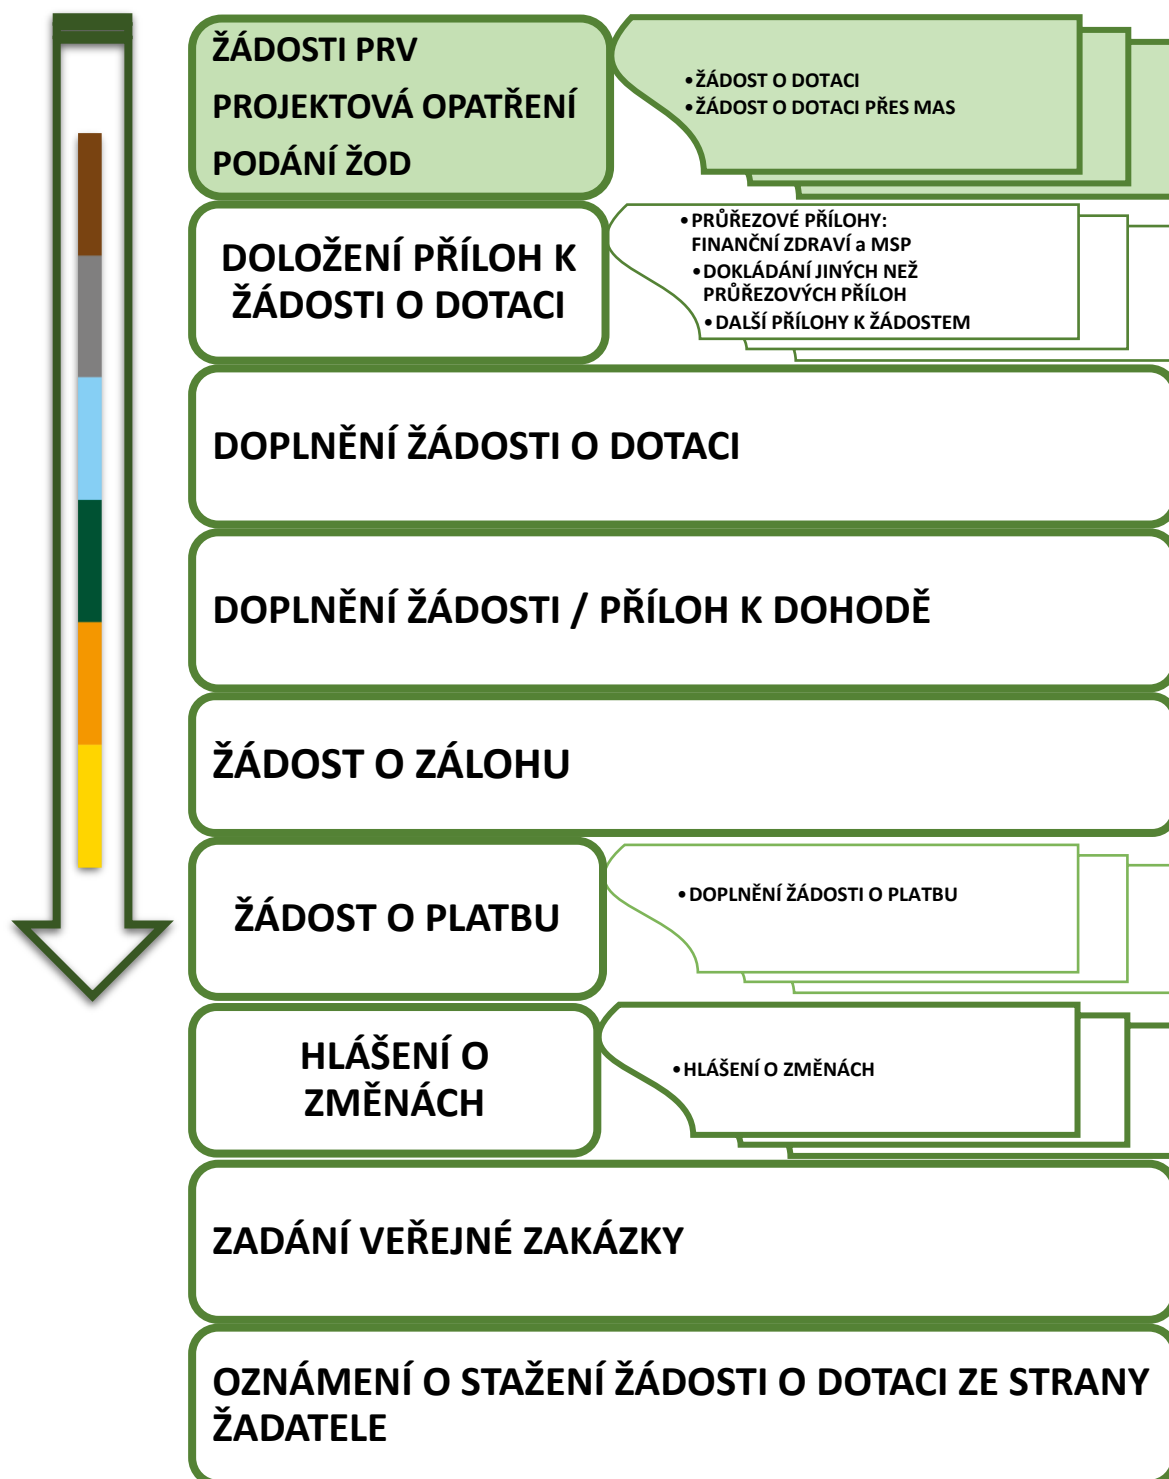 ŽÁDOSTI PRV
PROJEKTOVÁ OPATŘENÍ
PODÁNÍ ŽOD
•ŽÁDOST O DOTACI
•ŽÁDOST O DOTACI PŘES MAS
DOLOŽENÍ PŘÍLOH K
ŽÁDOSTI O DOTACI
•PRŮŘEZOVÉ PŘÍLOHY:
FINANČNÍ ZDRAVÍ a MSP
•DOKLÁDÁNÍ JINÝCH NEŽ
PRŮŘEZOVÝCH PŘÍLOH
•DALŠÍ PŘÍLOHY K ŽÁDOSTEM
DOPLNĚNÍ ŽÁDOSTI O DOTACI
DOPLNĚNÍ ŽÁDOSTI / PŘÍLOH K DOHODĚ
ŽÁDOST O ZÁLOHU
ŽÁDOST O PLATBU
•DOPLNĚNÍ ŽÁDOSTI O PLATBU
HLÁŠENÍ O
ZMĚNÁCH
•HLÁŠENÍ O ZMĚNÁCH
ZADÁNÍ VEŘEJNÉ ZAKÁZKY
OZNÁMENÍ O STAŽENÍ ŽÁDOSTI O DOTACI ZE STRANY
ŽADATELE